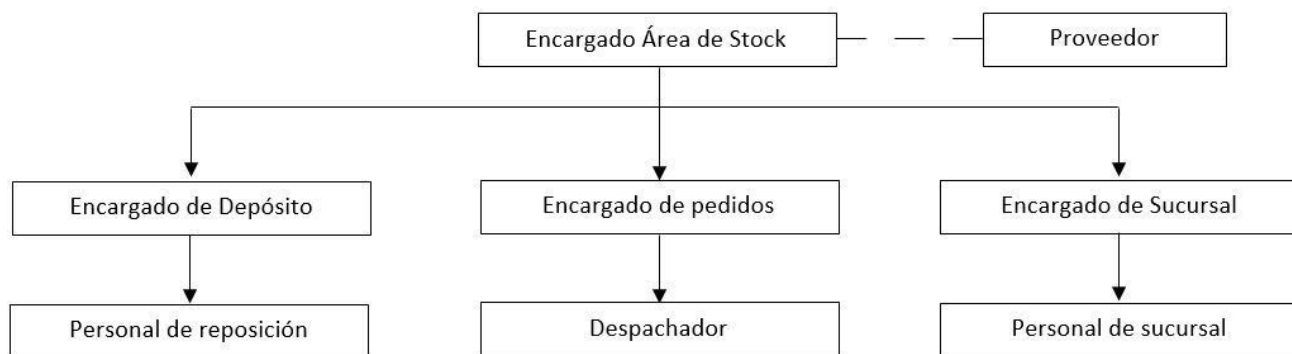 Encargado Área de Stock
Proveedor
Encargado de Depósito
Encargado de pedidos
Encargado de Sucursal
Personal de reposición
Despachador
Personal de sucursal